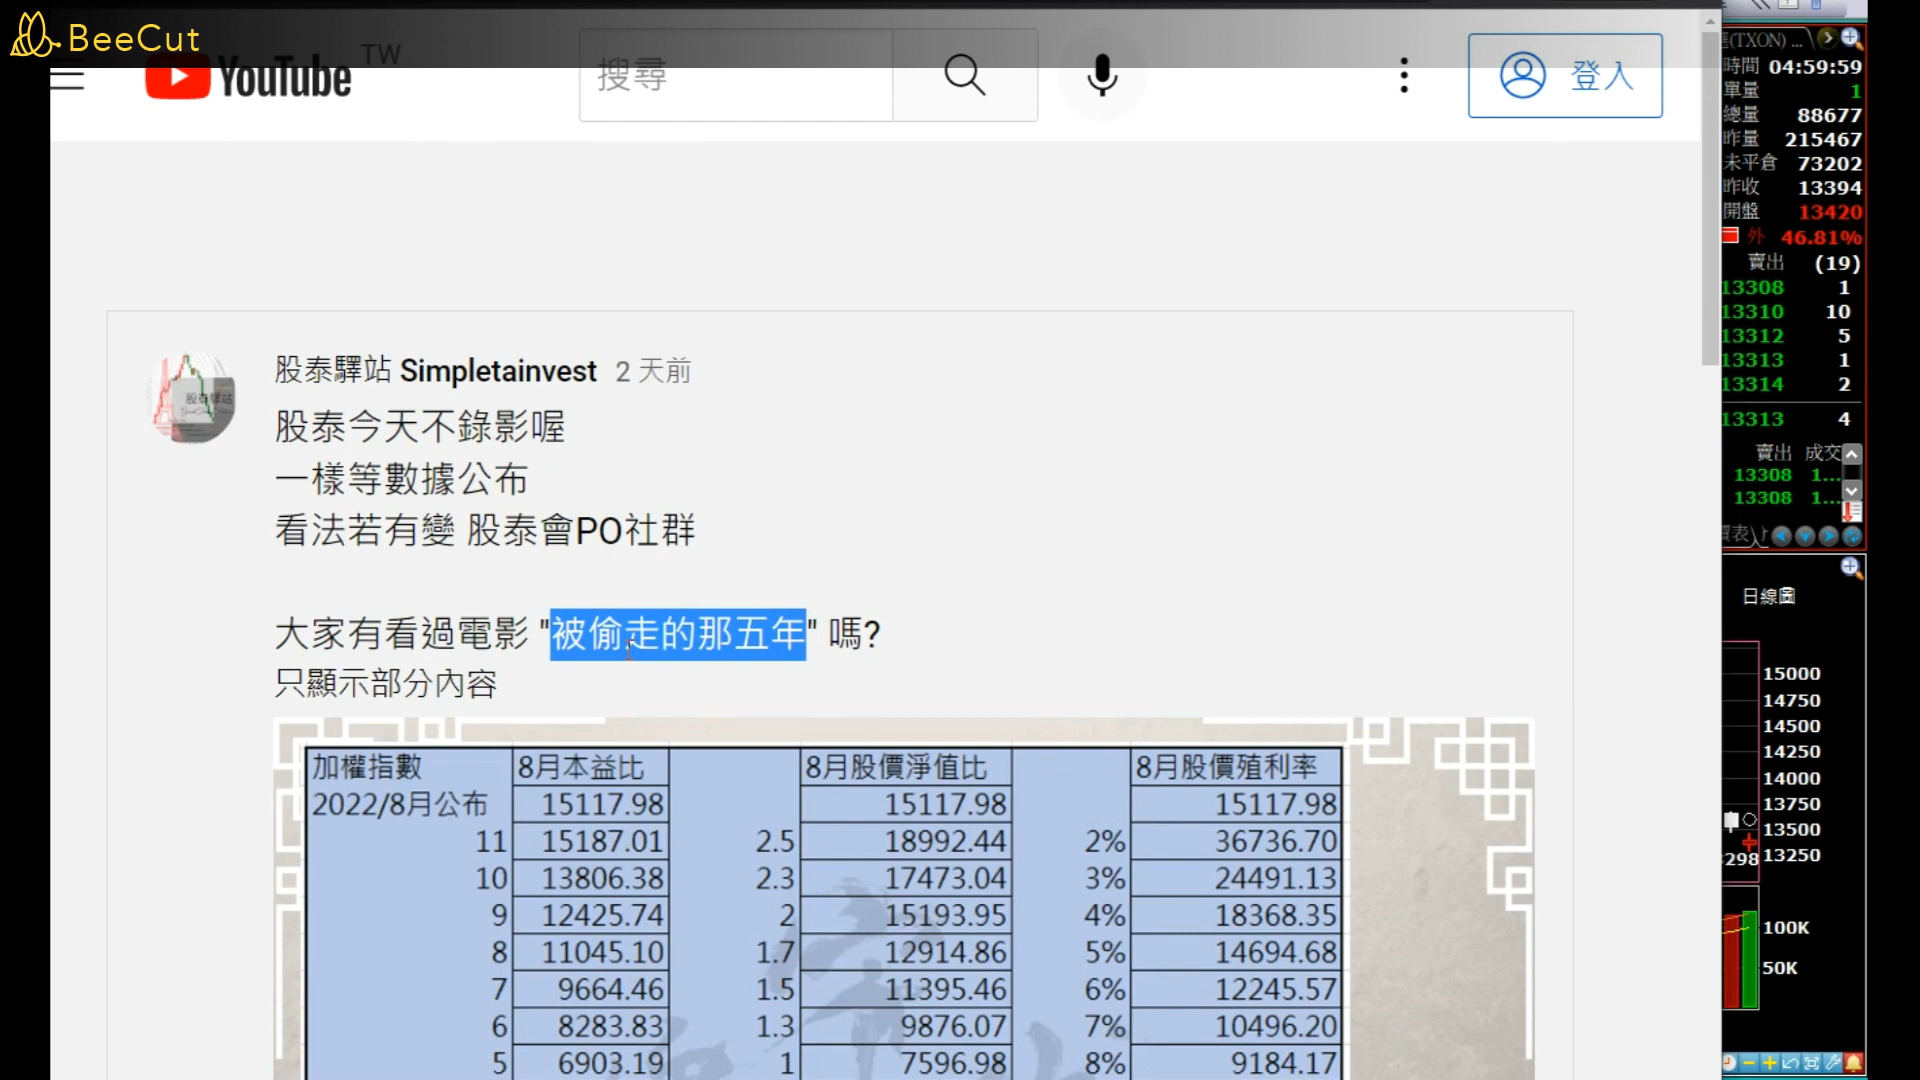 BeeCut
YouTube TW
搜尋
登入
股泰驛站 Simpletainvest 2 天前
股泰今天不錄影喔
一樣等數據公布
看法若有變 股泰會PO社群
大家有看過電影 "被偷走的那五年" 嗎?
只顯示部分內容
加權指數 8月本益比 8月股價淨值比 8月股價殖利率
2022/8月公布 15117.98 15117.98 15117.98
11 15187.01 2.5 18992.44 2% 36736.70
10 13806.38 2.3 17473.04 3% 24491.13
9 12425.74 2 15193.95 4% 18368.35
8 11045.10 1.7 12914.86 5% 14694.68
7 9664.46 1.5 11395.46 6% 12245.57
6 8283.83 1.3 9876.07 7% 10496.20
5 6903.19 1 7596.98 8% 9184.17
(TXON) ...
時間 04:59:59
單量 1
總量 88677
昨量 215467
未平倉 73202
昨收 13394
開盤 13420
外 46.81%
賣出 (19)
13308 1
13310 10
13312 5
13313 1
13314 2
13313 4
賣出 成交
13308 1...
13308 1...
日線圖
15000
14750
14500
14250
14000
13750
13500
13250
298
100K
50K